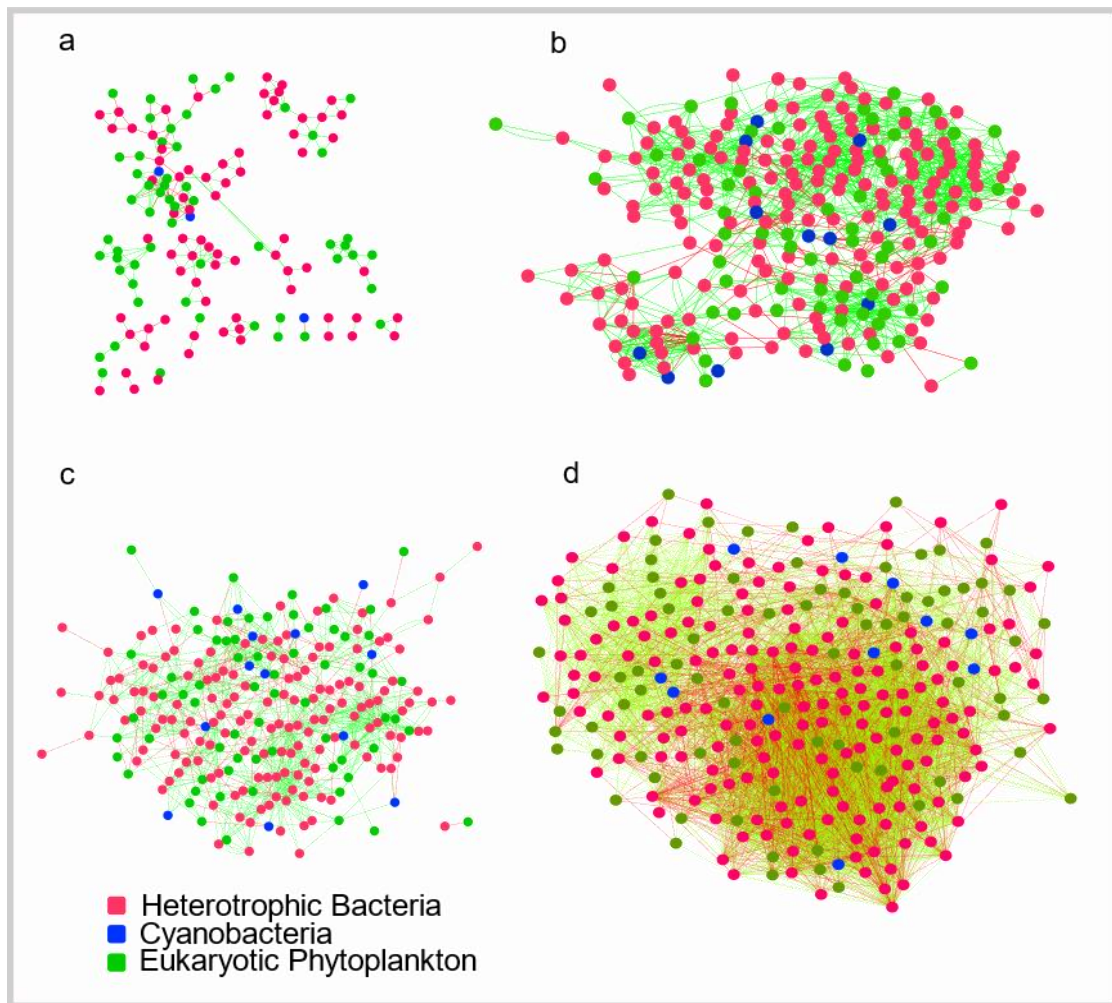 a
b
c
d
Heterotrophic Bacteria
Cyanobacteria
Eukaryotic Phytoplankton